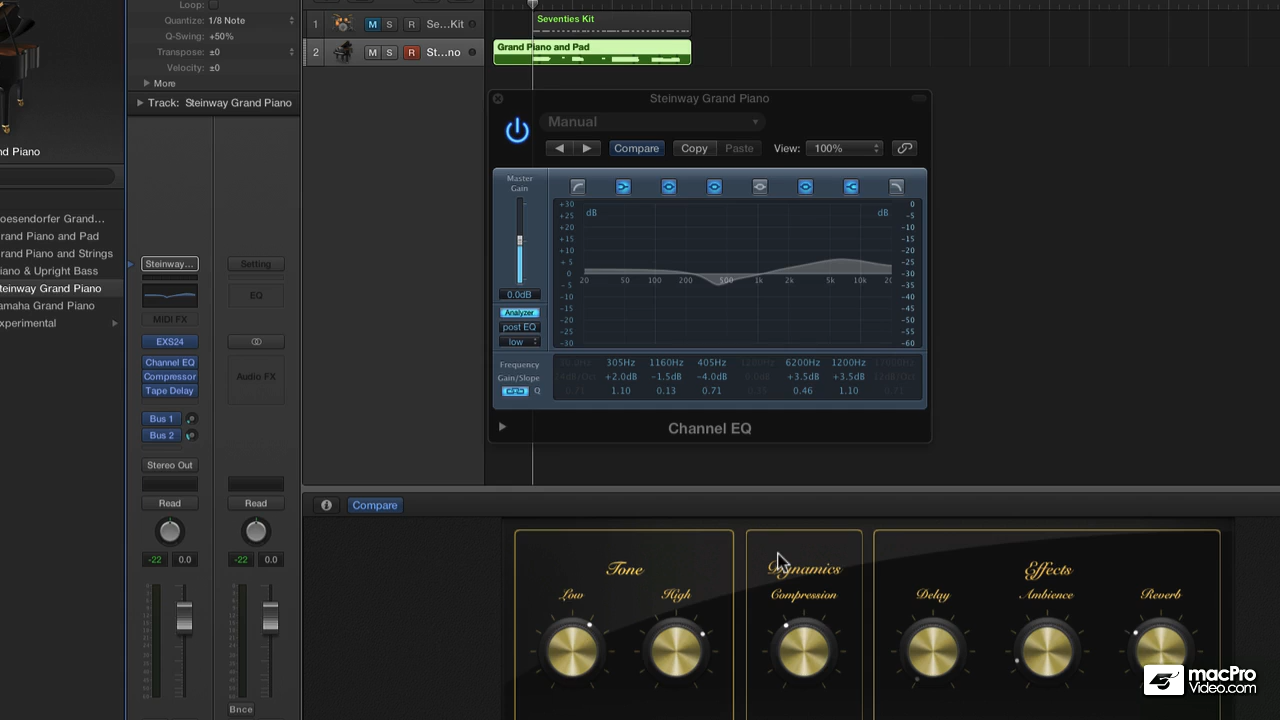 Loop:
Quantize: 1/8 Note
Q-Swing: +50%
Transpose: ±0
Velocity: ±0
More
Track: Steinway Grand Piano
nd Piano
oesendorfer Grand...
rand Piano and Pad
rand Piano and Strings
iano & Upright Bass
teinway Grand Piano
amaha Grand Piano
xperimental
Steinway... Setting
EQ
MIDI FX
EXS24
Channel EQ
Compressor Audio FX
Tape Delay
Bus 1
Bus 2
Stereo Out
Read Read
-22 0.0 -22 0.0
Bnce
1 M S R Se...Kit
2 M S R St...no
Seventies Kit
Grand Piano and Pad
Steinway Grand Piano
Manual
Compare Copy Paste View: 100%
Master
Gain
0.0dB
Analyzer
post EQ
low
+30 dB dB 0
+25 -5
+20 -10
+15 -15
+10 -20
+5 -25
0 -30
20 50 100 200 500 1k 2k 5k 10k
-5 -35
-10 -40
-15 -45
-20 -50
-25 -55
-30 -60
Frequency 305Hz 1160Hz 405Hz 6200Hz 1200Hz
Gain/Slope +2.0dB -1.5dB -4.0dB +3.5dB +3.5dB
Q 1.10 0.13 0.71 0.46 1.10
Channel EQ
Compare
Tone Dynamics Effects
Low High Compression Delay Ambience Reverb
macPro
Video.com